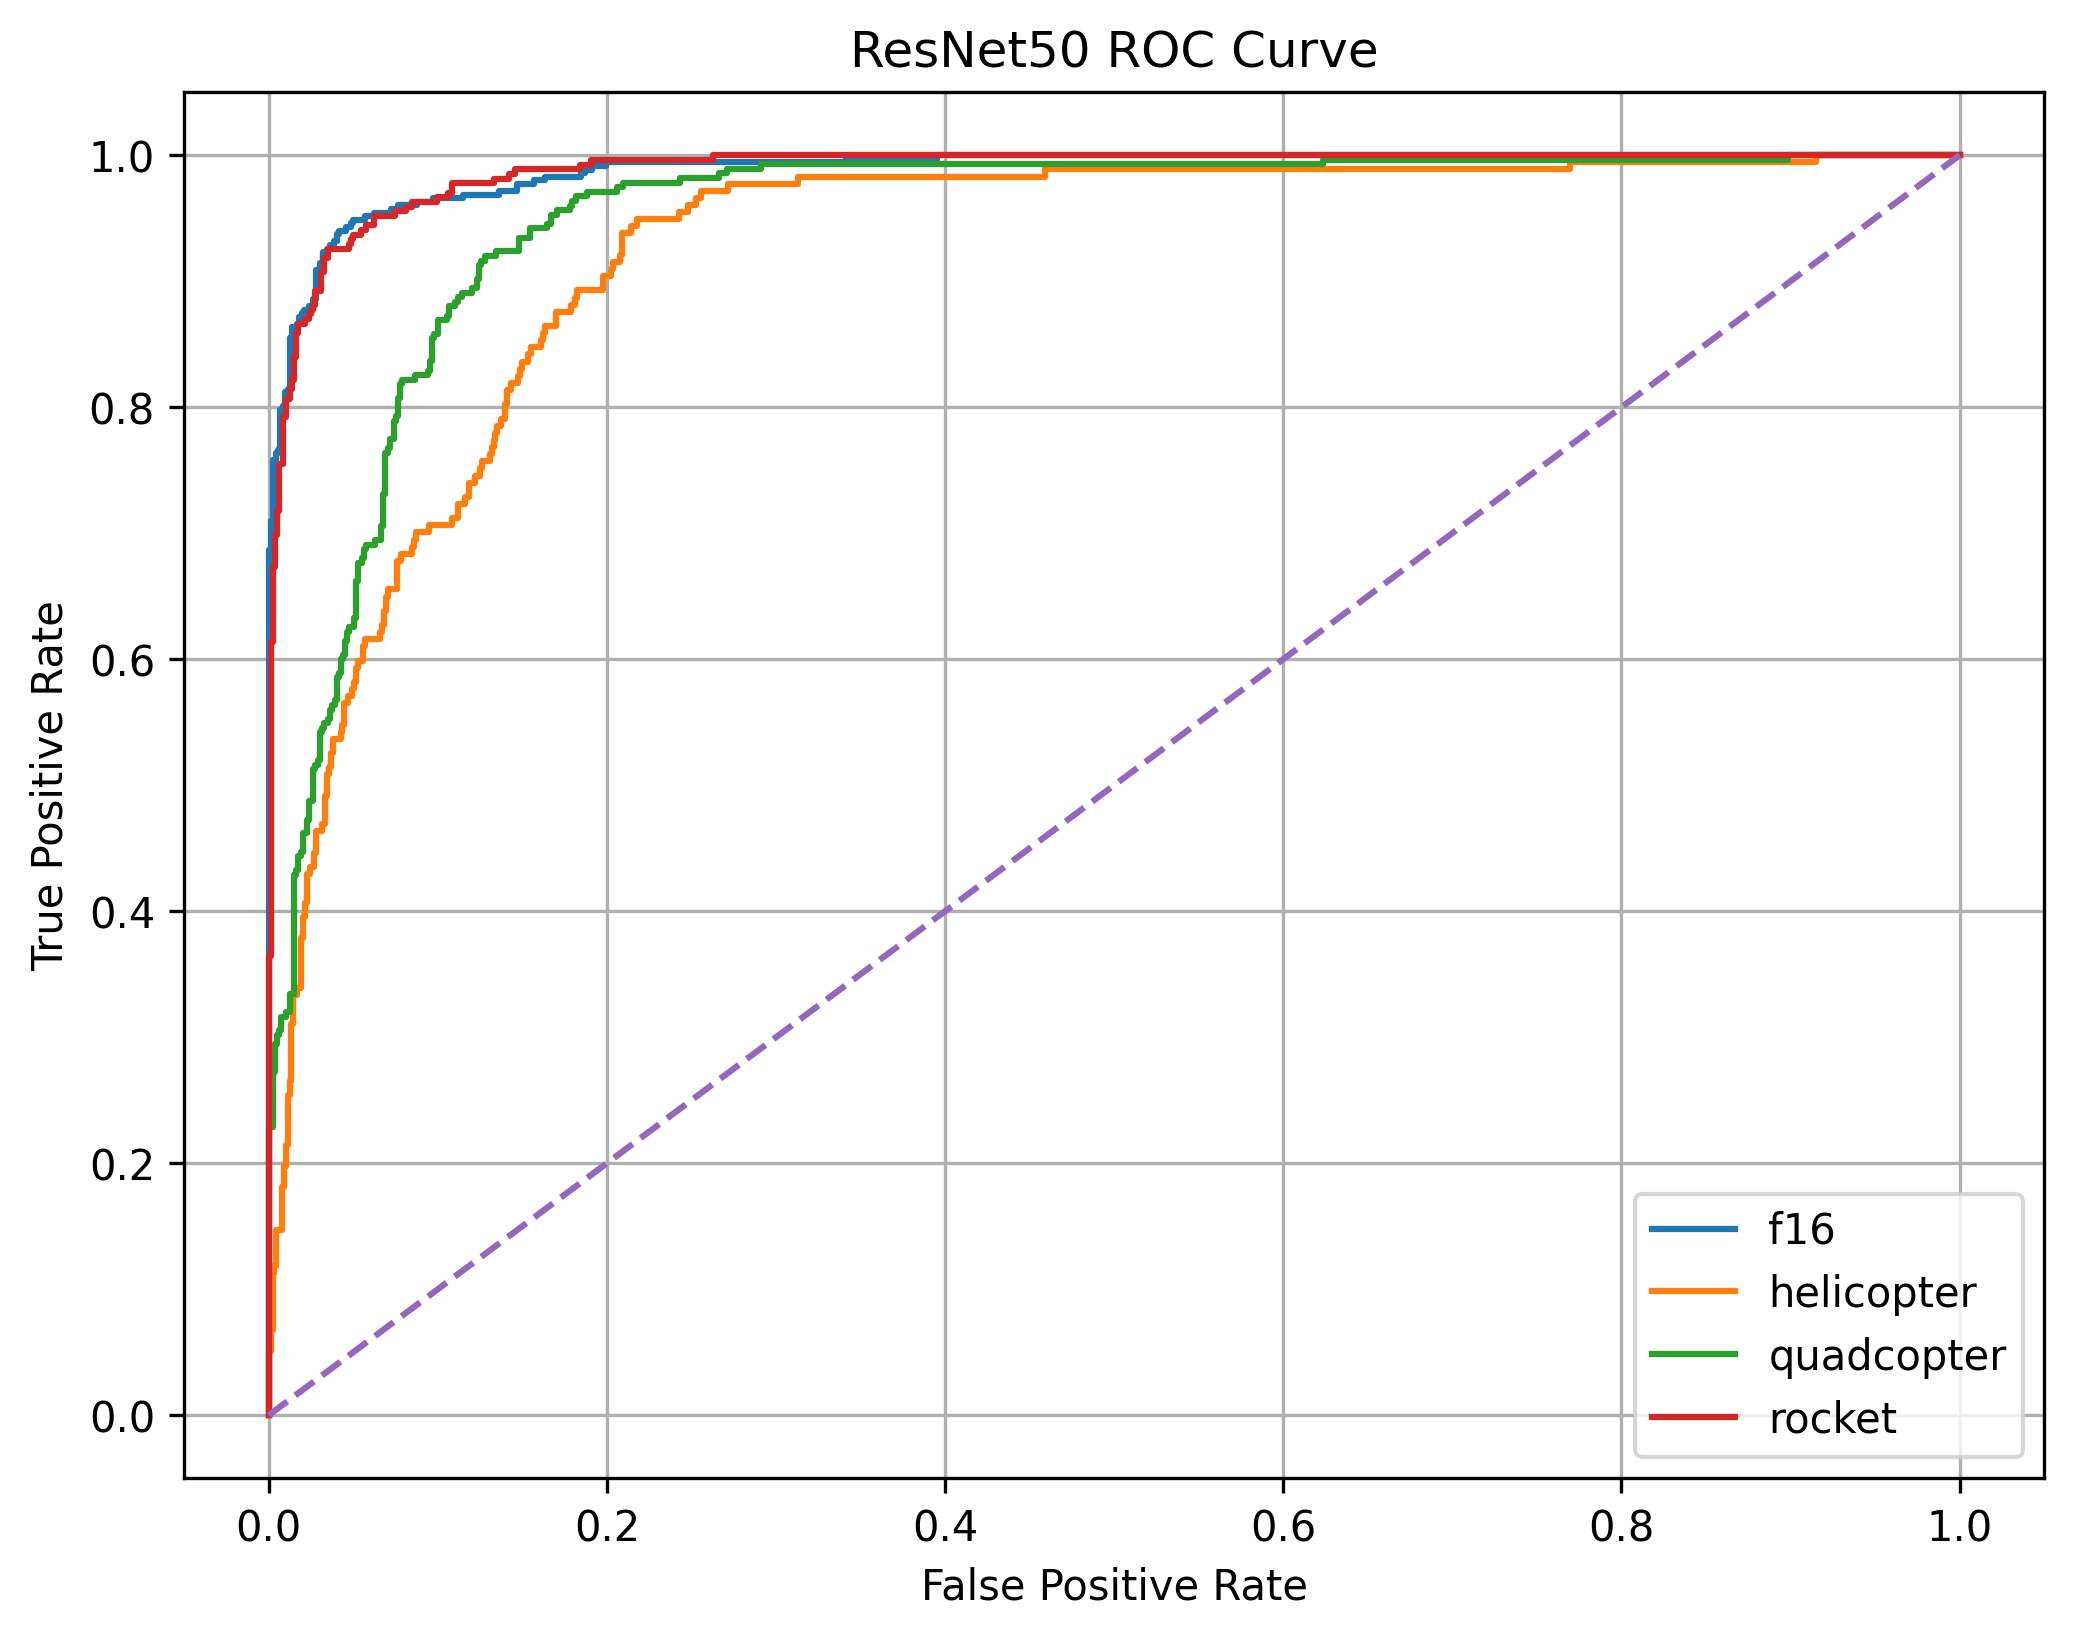 ResNet50 ROC Curve
True Positive Rate
1.0
0.8
0.6
0.4
0.2
0.0
0.0 0.2 0.4 0.6 0.8 1.0
False Positive Rate
f16
helicopter
quadcopter
rocket